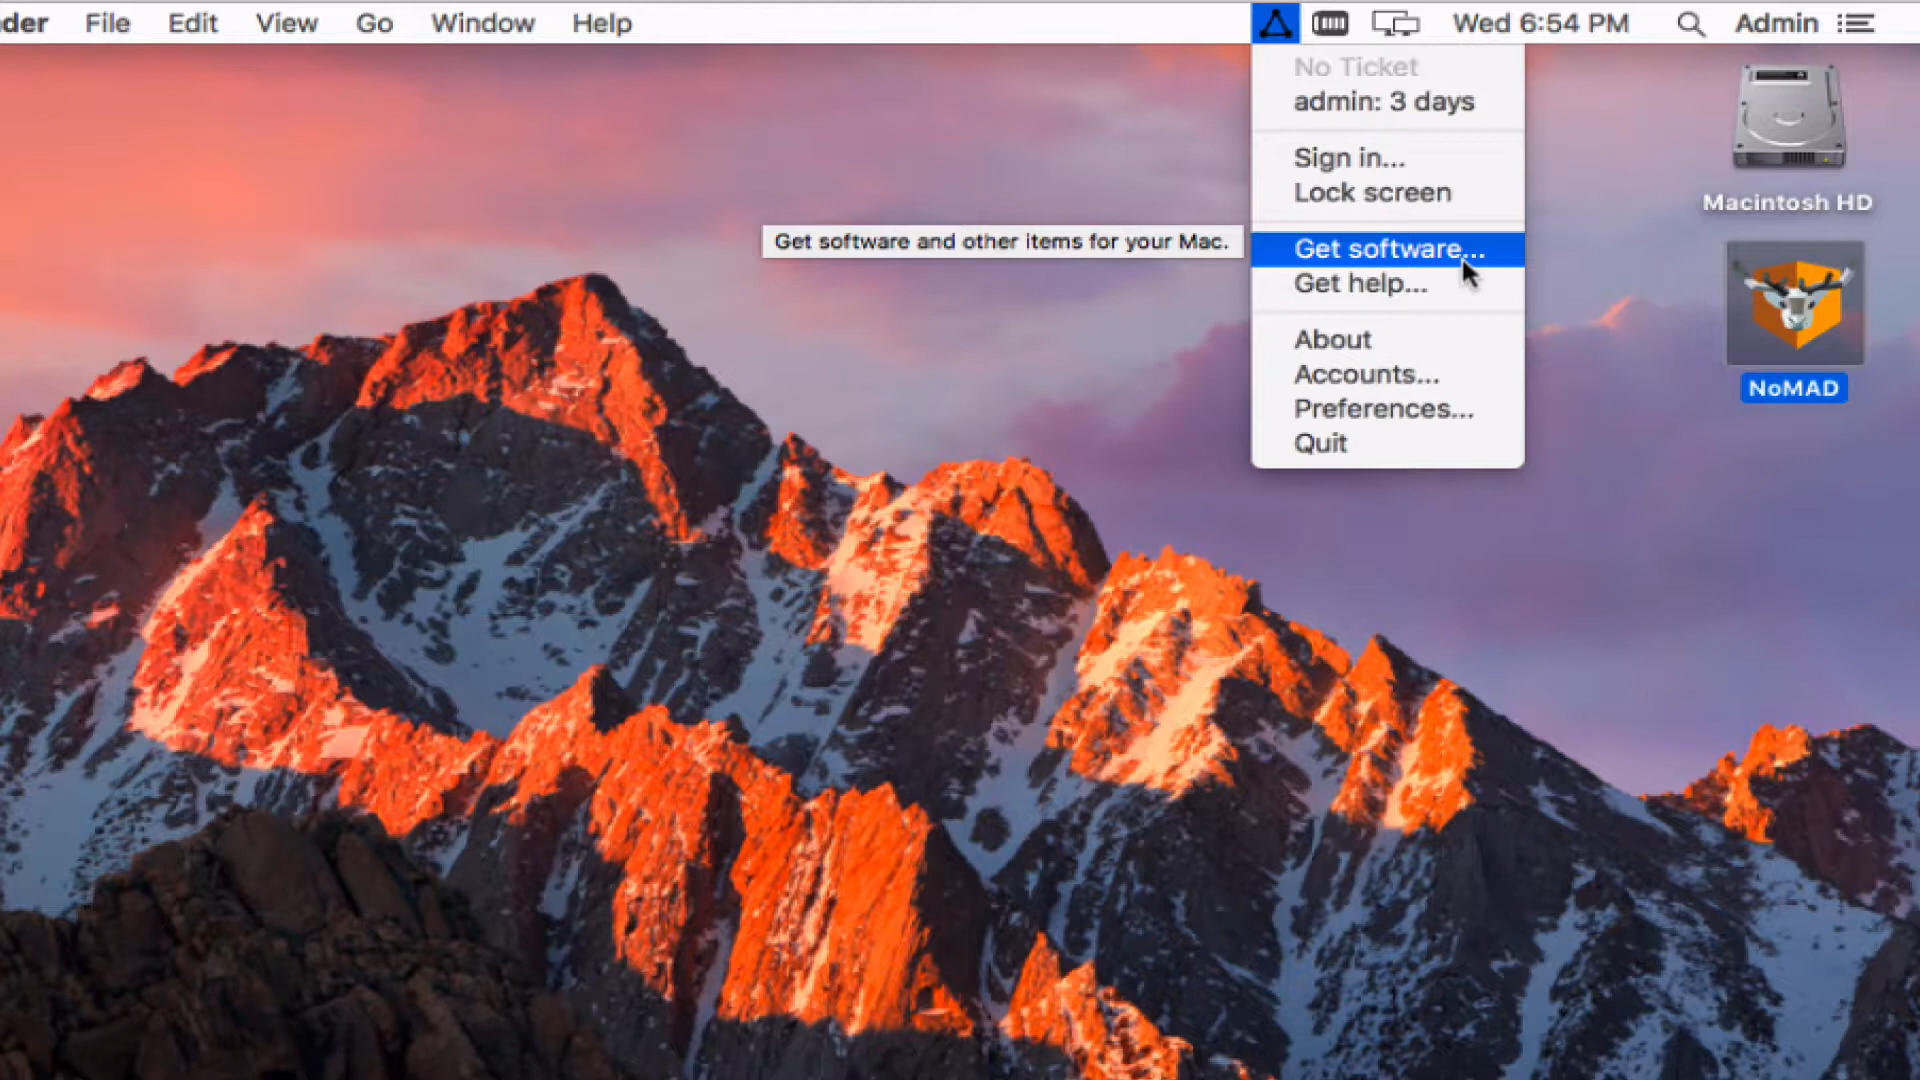 der File Edit View Go Window Help Wed 6:54 PM Admin
No Ticket
admin: 3 days
Sign in...
Lock screen
Get software and other items for your Mac.
Get software...
Get help...
About
Accounts...
Preferences...
Quit
Macintosh HD
NoMAD